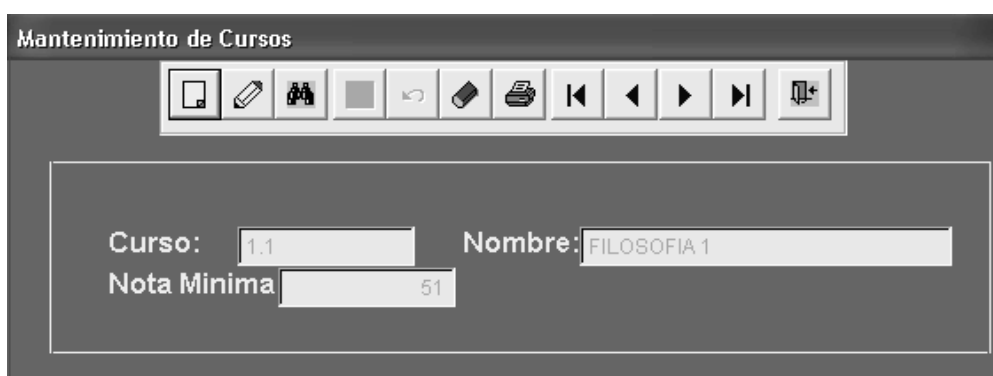 Mantenimiento de Cursos
Curso: 1.1 Nombre: FILOSOFIA 1
Nota Minima 51